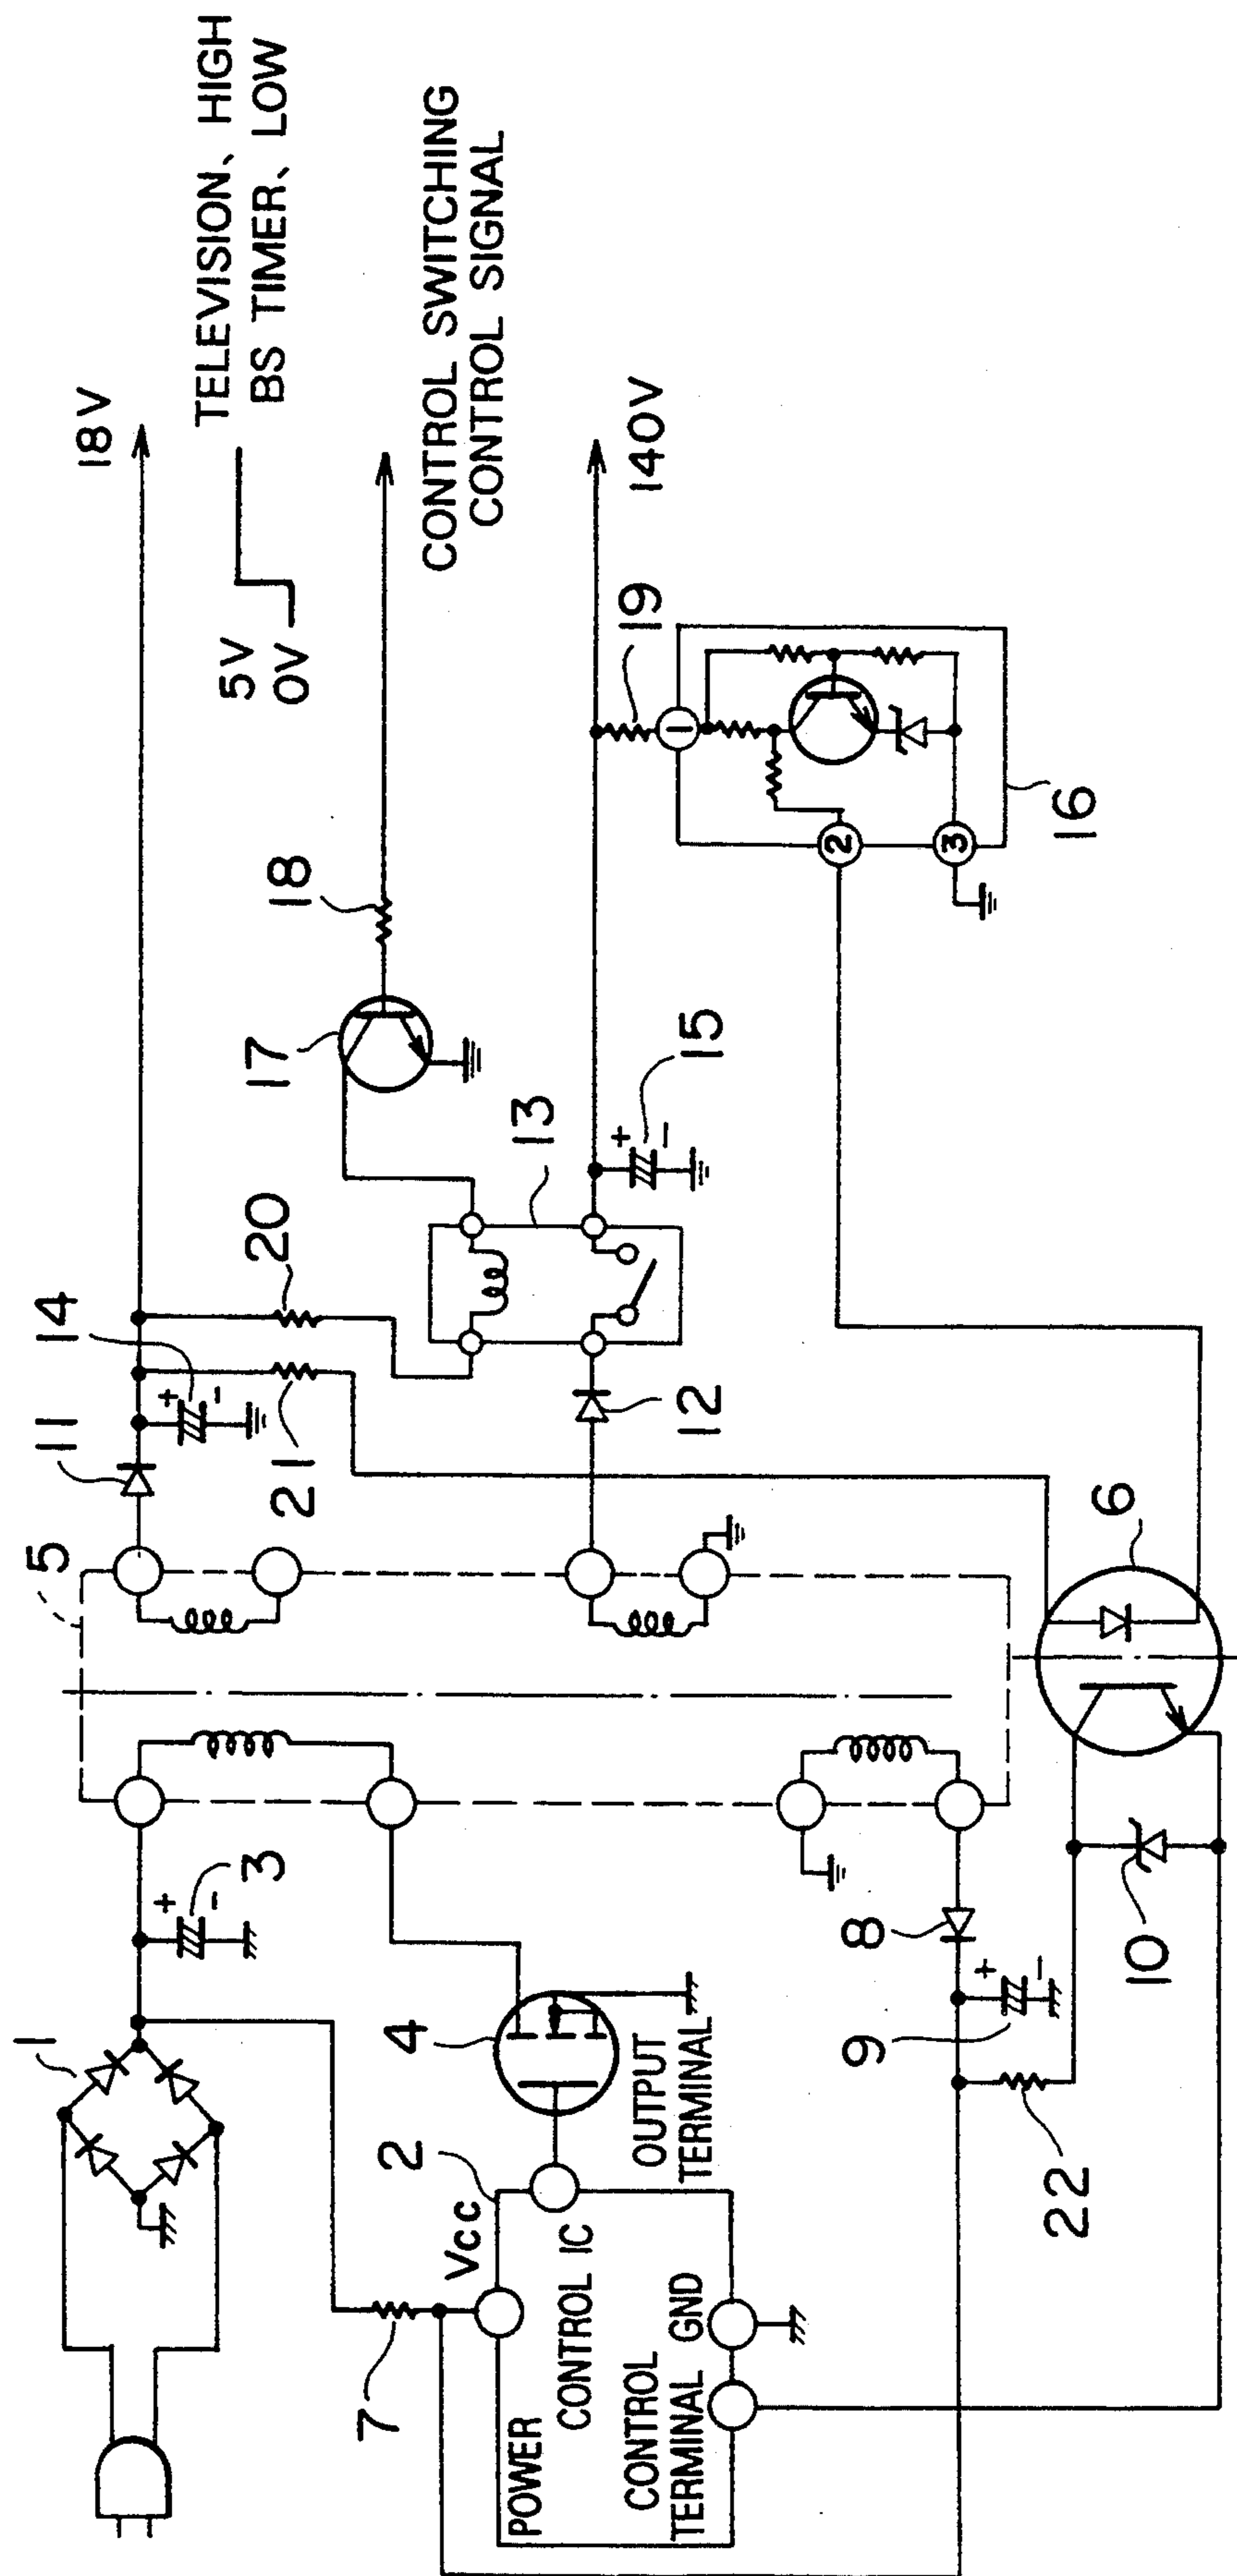 1
3
5
11
14
18V
TELEVISION、HIGH
BS TIMER、LOW
5V
0V
21
20
17
18
CONTROL SWITCHING
CONTROL SIGNAL
7
Vcc
2
4
13
+
-
+
-
12
+
-
15
140V
19
POWER
CONTROL IC
OUTPUT
TERMINAL
CONTROL
TERMINAL
GND
1
2
3
16
8
9
+
-
22
10
6